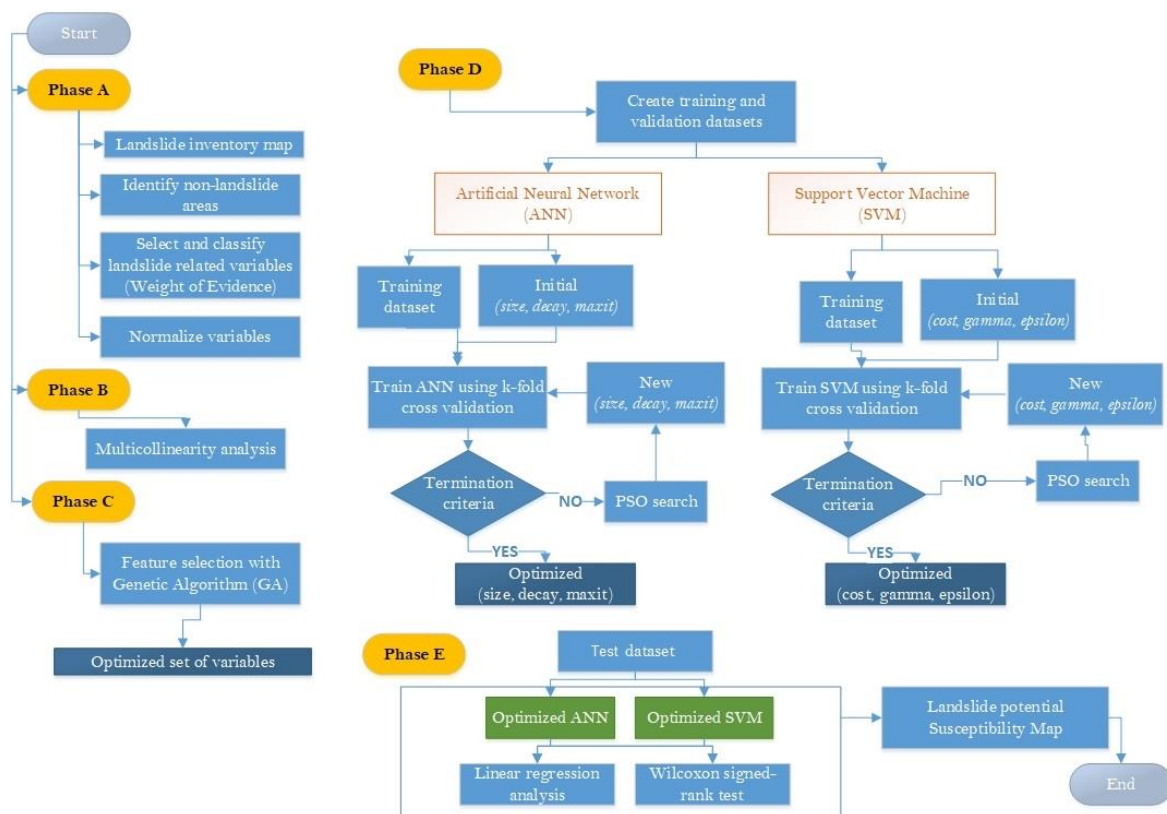 Start
Phase A
Landslide inventory map
Identify non-landslide
areas
Select and classify
landslide related variables
(Weight of Evidence)
Normalize variables
Phase B
Multicollinearity analysis
Phase C
Feature selection with
Genetic Algorithm (GA)
Optimized set of variables
Phase D
Create training and
validation datasets
Artificial Neural Network
(ANN)
Training
dataset
Initial
(size, decay, maxit)
Train ANN using k-fold
cross validation
New
(size, decay, maxit)
Termination
criteria
NO
PSO search
YES
Optimized
(size, decay, maxit)
Support Vector Machine
(SVM)
Training
dataset
Initial
(cost, gamma, epsilon)
Train SVM using k-fold
cross validation
New
(cost, gamma, epsilon)
Termination
criteria
NO
PSO search
YES
Optimized
(cost, gamma, epsilon)
Phase E
Test dataset
Optimized ANN
Optimized SVM
Linear regression
analysis
Wilcoxon signed-
rank test
Landslide potential
Susceptibility Map
End